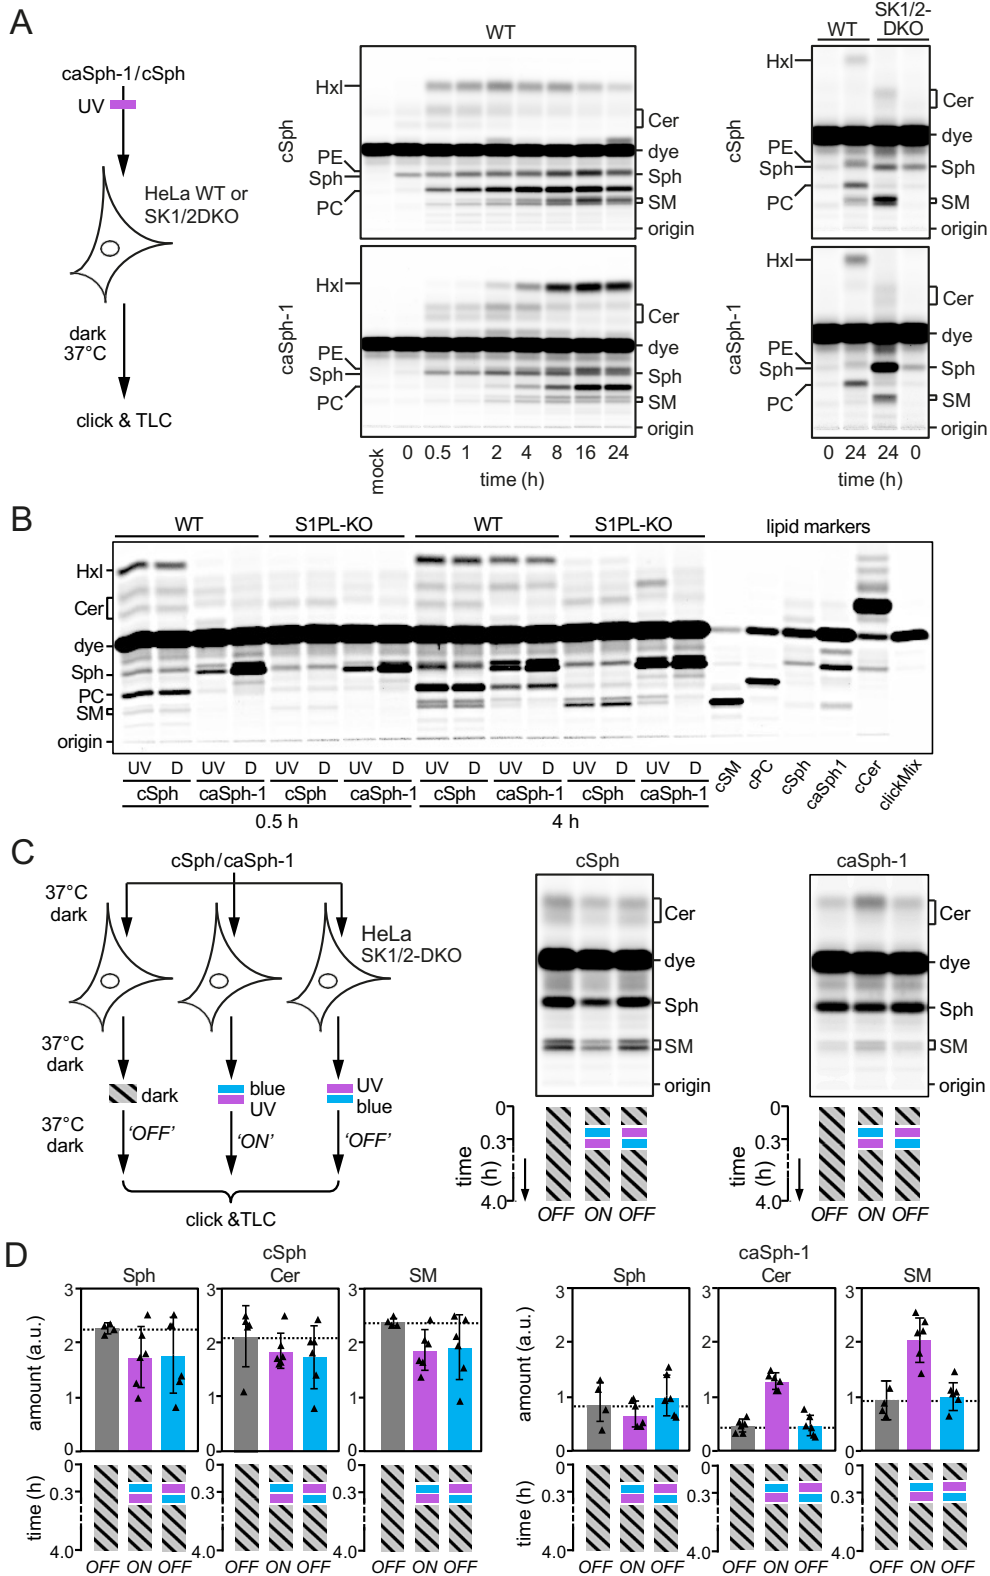 A
caSph-1/cSph
UV
HeLa WT or
SK1/2DKO
dark
37°C
click & TLC
WT
cSph
Hxl
PE
Sph
PC
Cer
dye
Sph
SM
origin
caSph-1
Hxl
PE
Sph
PC
Cer
dye
Sph
SM
origin
mock 0 0.5 1 2 4 8 16 24
time (h)
SK1/2-
WT DKO
cSph
Hxl
PE
Sph
PC
Cer
dye
Sph
SM
origin
caSph-1
Hxl
PE
Sph
PC
Cer
dye
Sph
SM
origin
0 24 24 0
time (h)
B
WT S1PL-KO WT S1PL-KO lipid markers
Hxl
Cer
dye
Sph
PC
SM
origin
UV D UV D UV D UV D UV D UV D UV D UV D
cSph caSph-1 cSph caSph-1 cSph caSph-1 cSph caSph-1
0.5 h 4 h
cSM cPC cSph caSph1 cCer clickMix
C
cSph/caSph-1
37°C
dark
HeLa
SK1/2-DKO
37°C
dark
dark
blue
UV
UV
blue
37°C
dark
'OFF' 'ON' 'OFF'
click &TLC
cSph
Cer
dye
Sph
SM
origin
time (h)
0
0.3
4.0
OFF ON OFF
caSph-1
Cer
dye
Sph
SM
origin
time (h)
0
0.3
4.0
OFF ON OFF
D
cSph
Sph Cer SM
amount (a.u.)
3 3 3
2 2 2
1 1 1
0 0 0
time (h)
0 0 0
0.3 0.3 0.3
4.0 4.0 4.0
OFF ON OFF OFF ON OFF OFF ON OFF
caSph-1
Sph Cer SM
amount (a.u.)
3 3 3
2 2 2
1 1 1
0 0 0
time (h)
0 0 0
0.3 0.3 0.3
4.0 4.0 4.0
OFF ON OFF OFF ON OFF OFF ON OFF